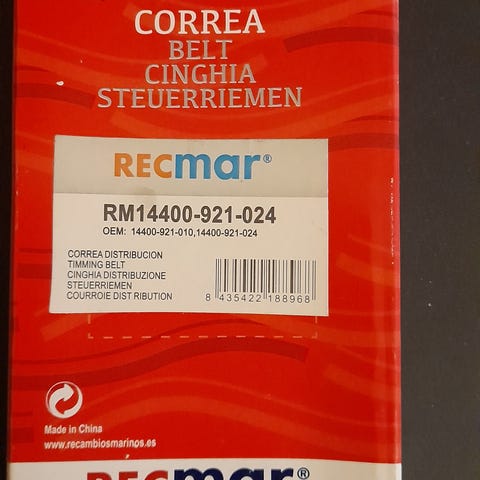 CORREA
BELT
CINGHIA
STEUERRIEMEN
RECmar®
RM14400-921-024
OEM: 14400-921-010,14400-921-024
CORREA DISTRIBUCION
TIMMING BELT
CINGHIA DISTRIBUZIONE
STEUERRIEMEN
COURROIE DIST RIBUTION
8 435422 188968
Made in China
www.recambiosmarinos.es
RECmar®